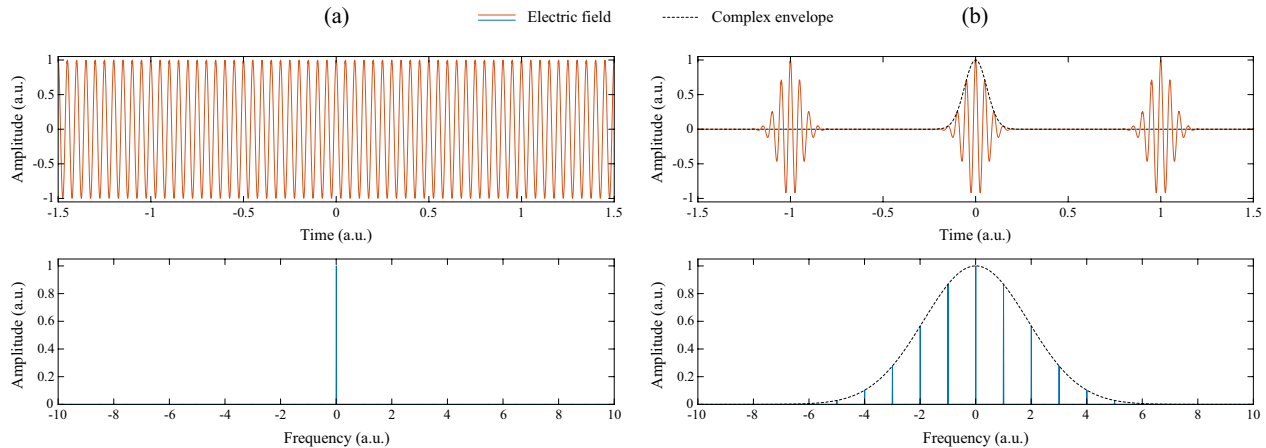 (a) Electric field Complex envelope (b)
1
0.5
0
-0.5
-1
Amplitude (a.u.)
-1.5 -1 -0.5 0 0.5 1 1.5
Time (a.u.)
1
0.5
0
-0.5
-1
Amplitude (a.u.)
-1.5 -1 -0.5 0 0.5 1 1.5
Time (a.u.)
1
0.8
0.6
0.4
0.2
0
Amplitude (a.u.)
-10 -8 -6 -4 -2 0 2 4 6 8 10
Frequency (a.u.)
1
0.8
0.6
0.4
0.2
0
Amplitude (a.u.)
-10 -8 -6 -4 -2 0 2 4 6 8 10
Frequency (a.u.)